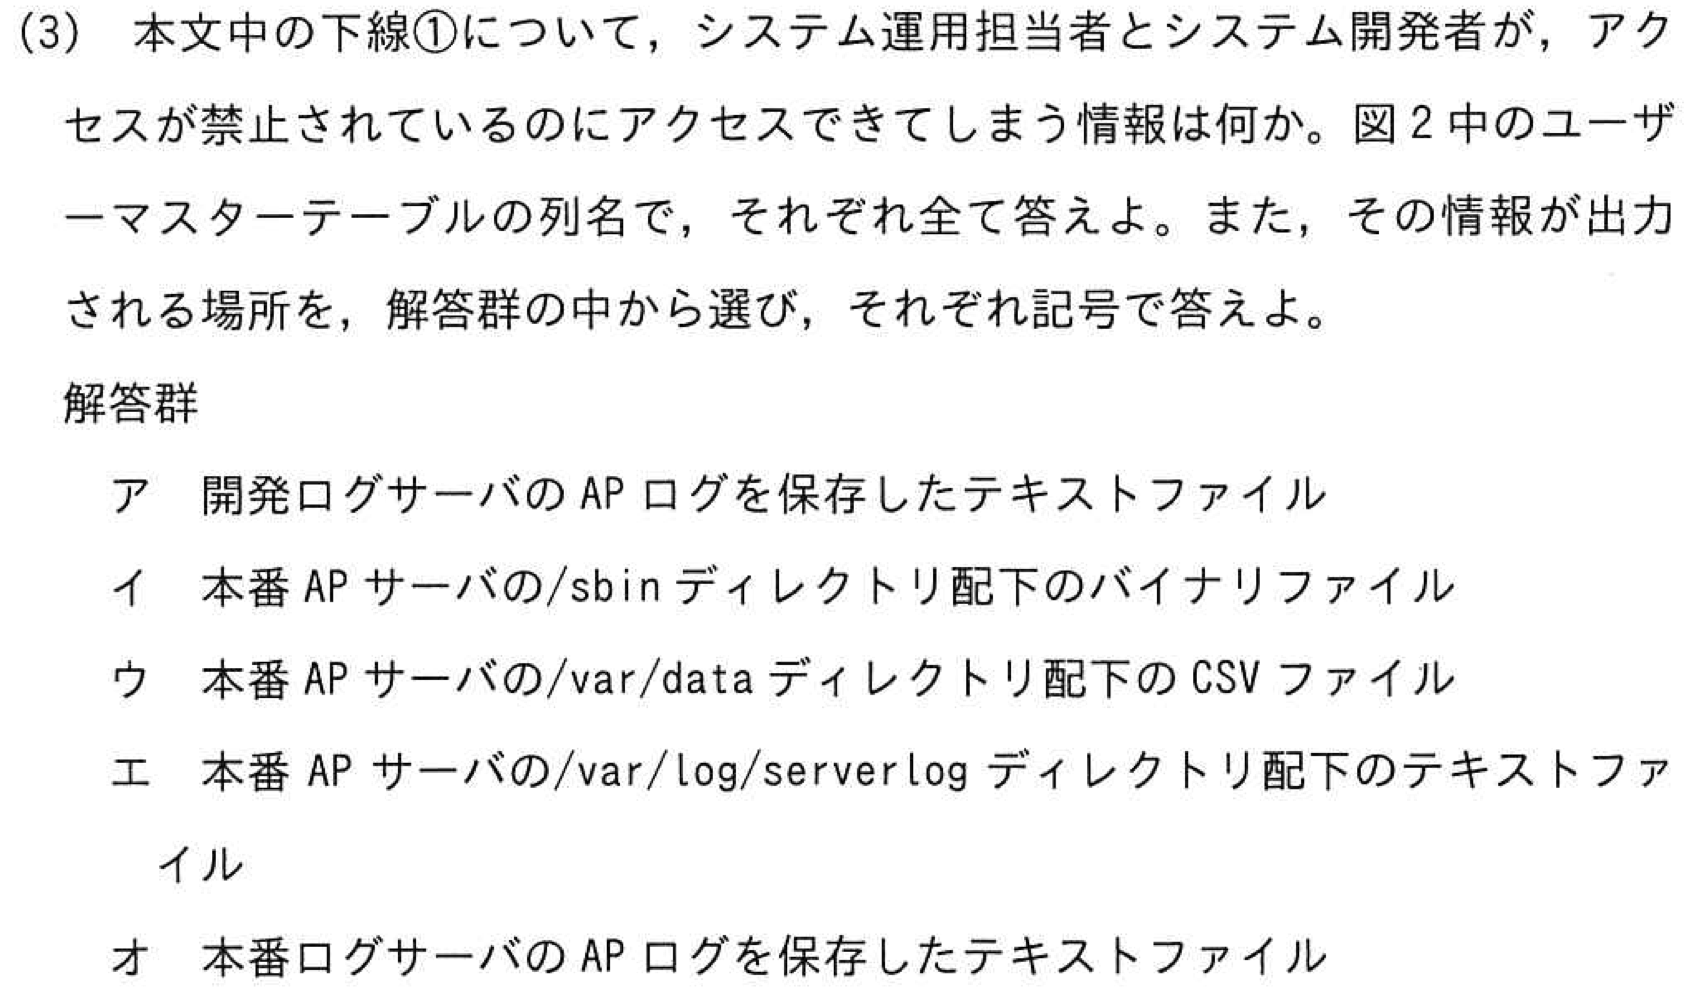 (3) 本文中の下線①について，システム運用担当者とシステム開発者が，アク
セスが禁止されているのにアクセスできてしまう情報は何か。図2中のユーザ
ーマスターテーブルの列名で，それぞれ全て答えよ。また，その情報が出力
される場所を，解答群の中から選び，それぞれ記号で答えよ。
解答群
ア 開発ログサーバの AP ログを保存したテキストファイル
イ 本番 AP サーバの/sbin ディレクトリ配下のバイナリファイル
ウ 本番 AP サーバの/var/data ディレクトリ配下の CSV ファイル
エ 本番 AP サーバの/var/log/serverlog ディレクトリ配下のテキストファ
イル
オ 本番ログサーバの AP ログを保存したテキストファイル